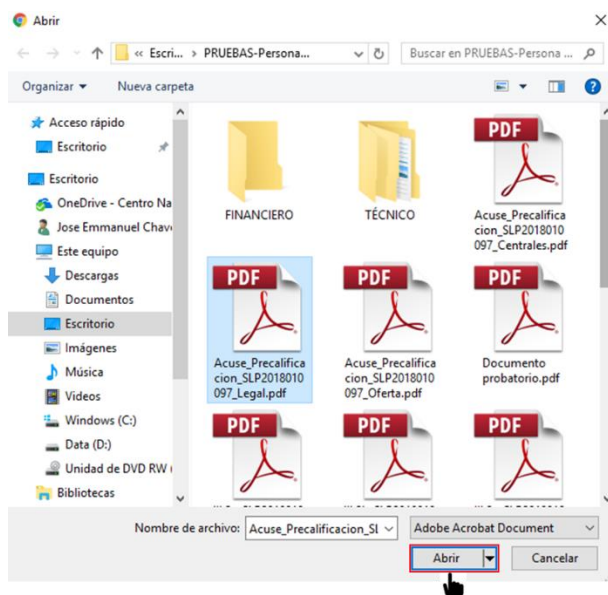 Abrir
« Escri... > PRUEBAS-Persona...
Buscar en PRUEBAS-Persona ...
Organizar
Nueva carpeta
Acceso rápido
Escritorio
Escritorio
OneDrive - Centro Na
Jose Emmanuel Chav
Este equipo
Descargas
Documentos
Escritorio
Imágenes
Música
Videos
Windows (C:)
Data (D:)
Unidad de DVD RW (
Bibliotecas
FINANCIERO
TÉCNICO
PDF
Acuse_Precalifica
cion_SLP2018010
097_Centrales.pdf
PDF
Acuse_Precalifica
cion_SLP2018010
097_Legal.pdf
PDF
Acuse_Precalifica
cion_SLP2018010
097_Oferta.pdf
Documento
probatorio.pdf
PDF
PDF
PDF
Nombre de archivo:
Acuse_Precalificacion_SL
Adobe Acrobat Document
Abrir
Cancelar